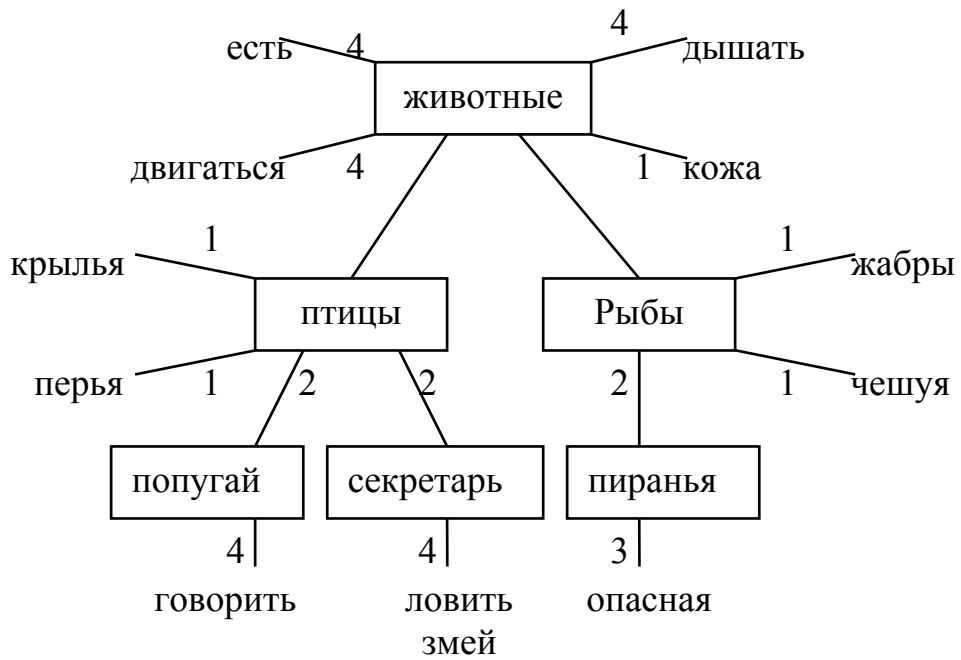 есть 4 4 дышать
животные
двигаться 4 1 кожа
крылья 1 1 жабры
птицы Рыбы
перья 1 2 2 2 1 чешуя
попугай секретарь пиранья
4 4 3
говорить ловить опасная
змей